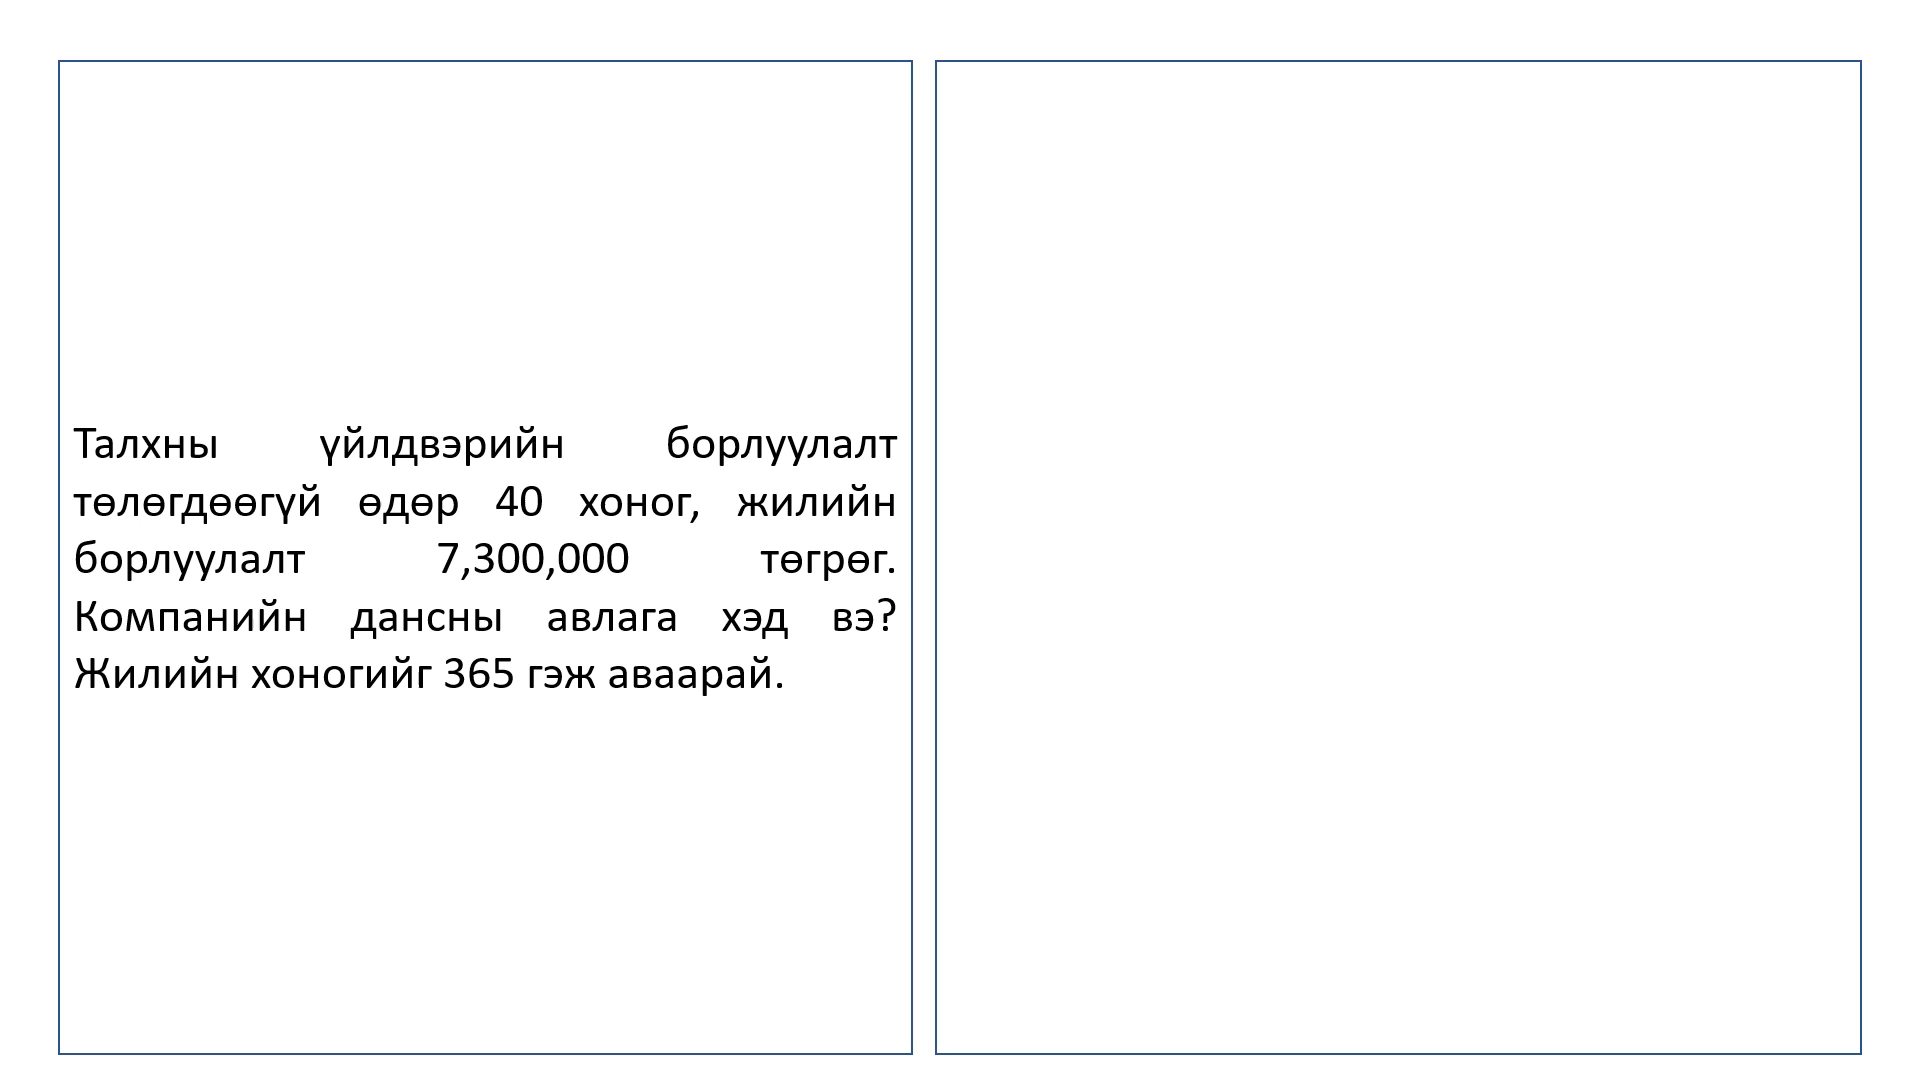 Талхны үйлдвэрийн борлуулалт
төлөгдөөгүй өдөр 40 хоног, жилийн
борлуулалт 7,300,000 төгрөг.
Компанийн дансны авлага хэд вэ?
Жилийн хоногийг 365 гэж аваарай.